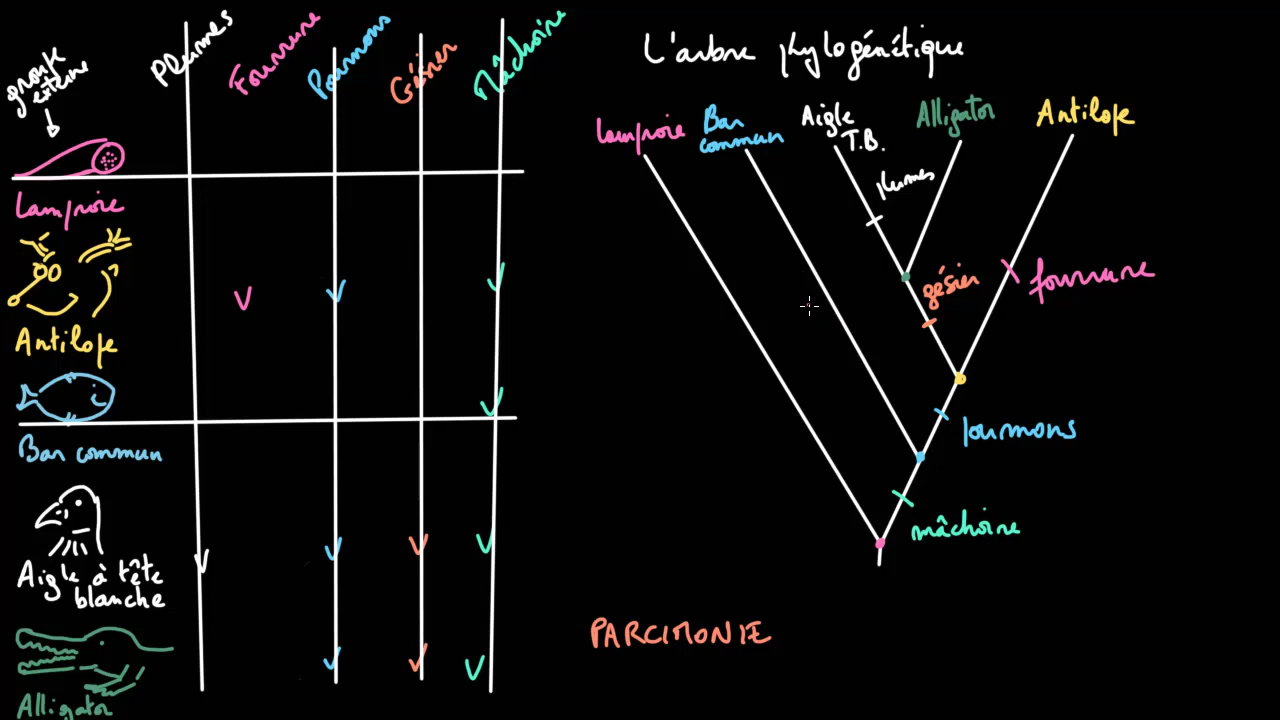 groupe
externe
Plumes
Fourrure
Poumons
Gésier
Mâchoire
Lamproie
Antilope
Bar commun
Aigle à tête
blanche
Alligator
L'arbre phylogénétique
Lamproie
Bar
commun
Aigle
T.B.
Alligator
Antilope
plumes
gésier
fourrure
poumons
mâchoire
PARCIMONIE